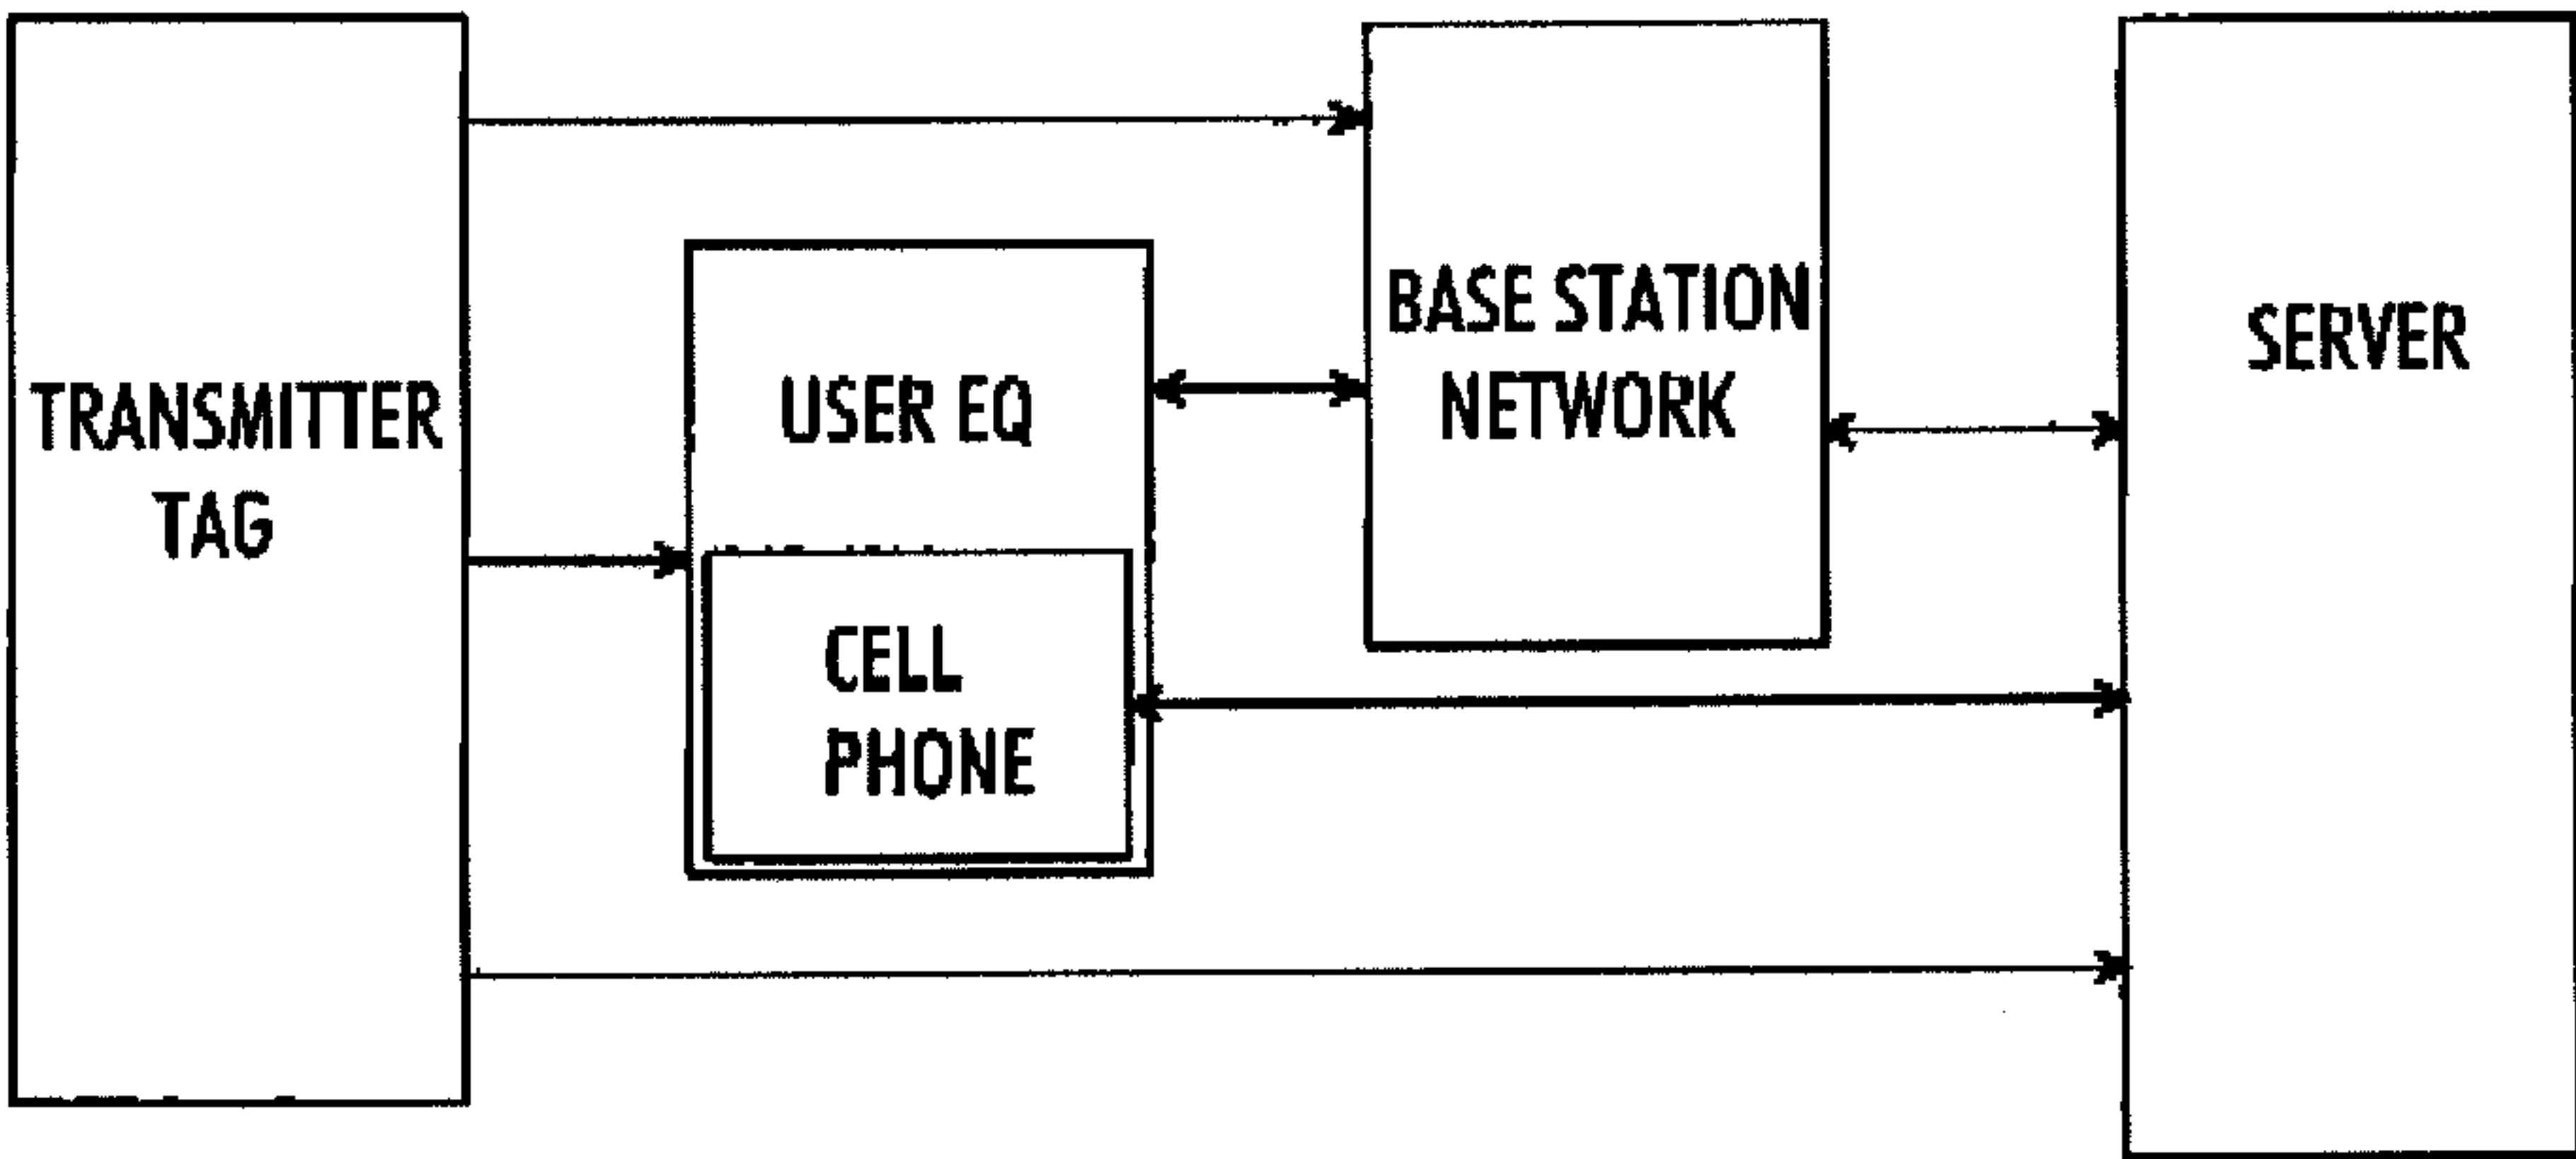 TRANSMITTER
TAG
USER EQ
CELL
PHONE
BASE STATION
NETWORK
SERVER